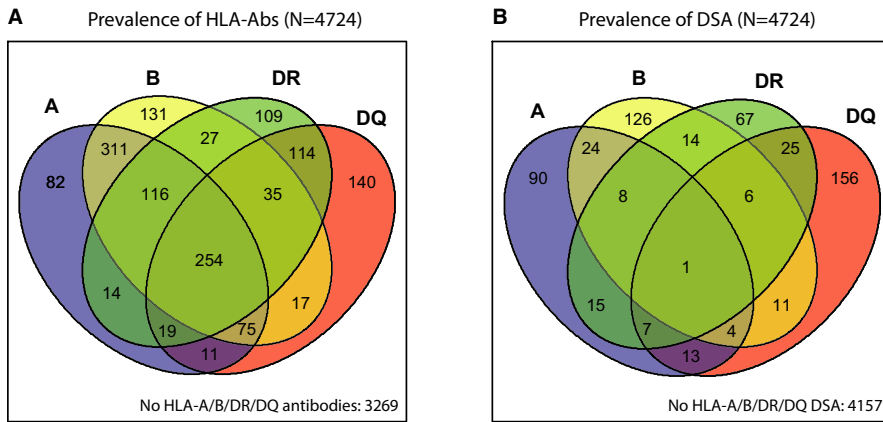 A Prevalence of HLA-Abs (N=4724)
A
B
DR
DQ
131
109
27
311
114
82
116
35
140
254
14
17
19
75
11
No HLA-A/B/DR/DQ antibodies: 3269
B Prevalence of DSA (N=4724)
A
B
DR
DQ
126
67
14
24
25
90
8
6
156
1
15
11
7
4
13
No HLA-A/B/DR/DQ DSA: 4157